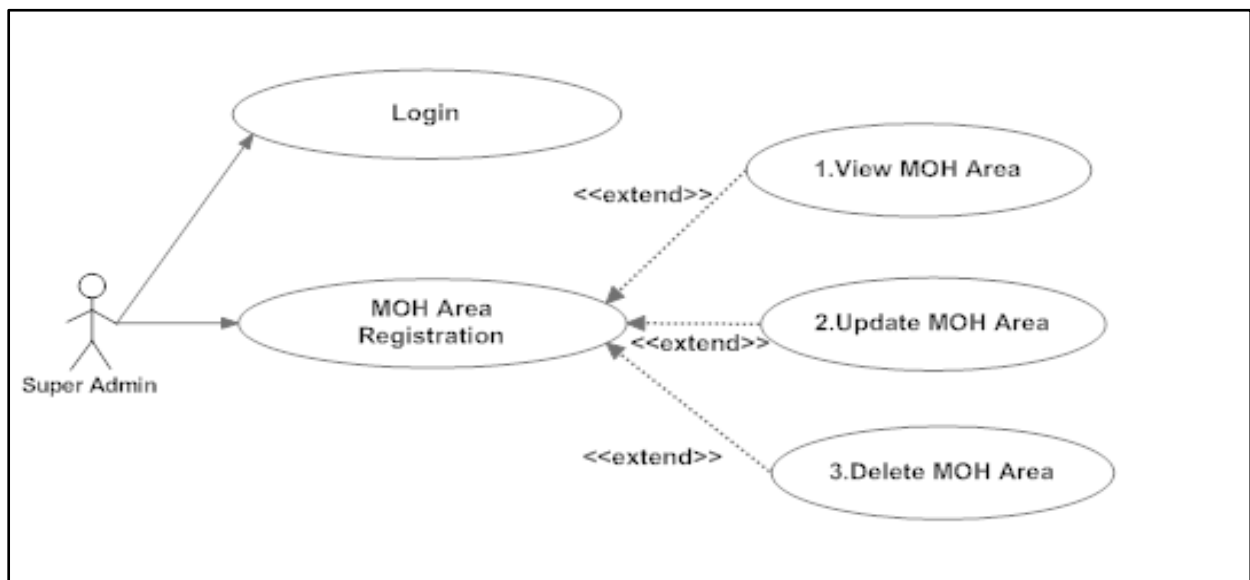 Login
1.View MOH Area
<<extend>>
MOH Area
Registration
2.Update MOH Area
<<extend>>
Super Admin
<<extend>>
3.Delete MOH Area